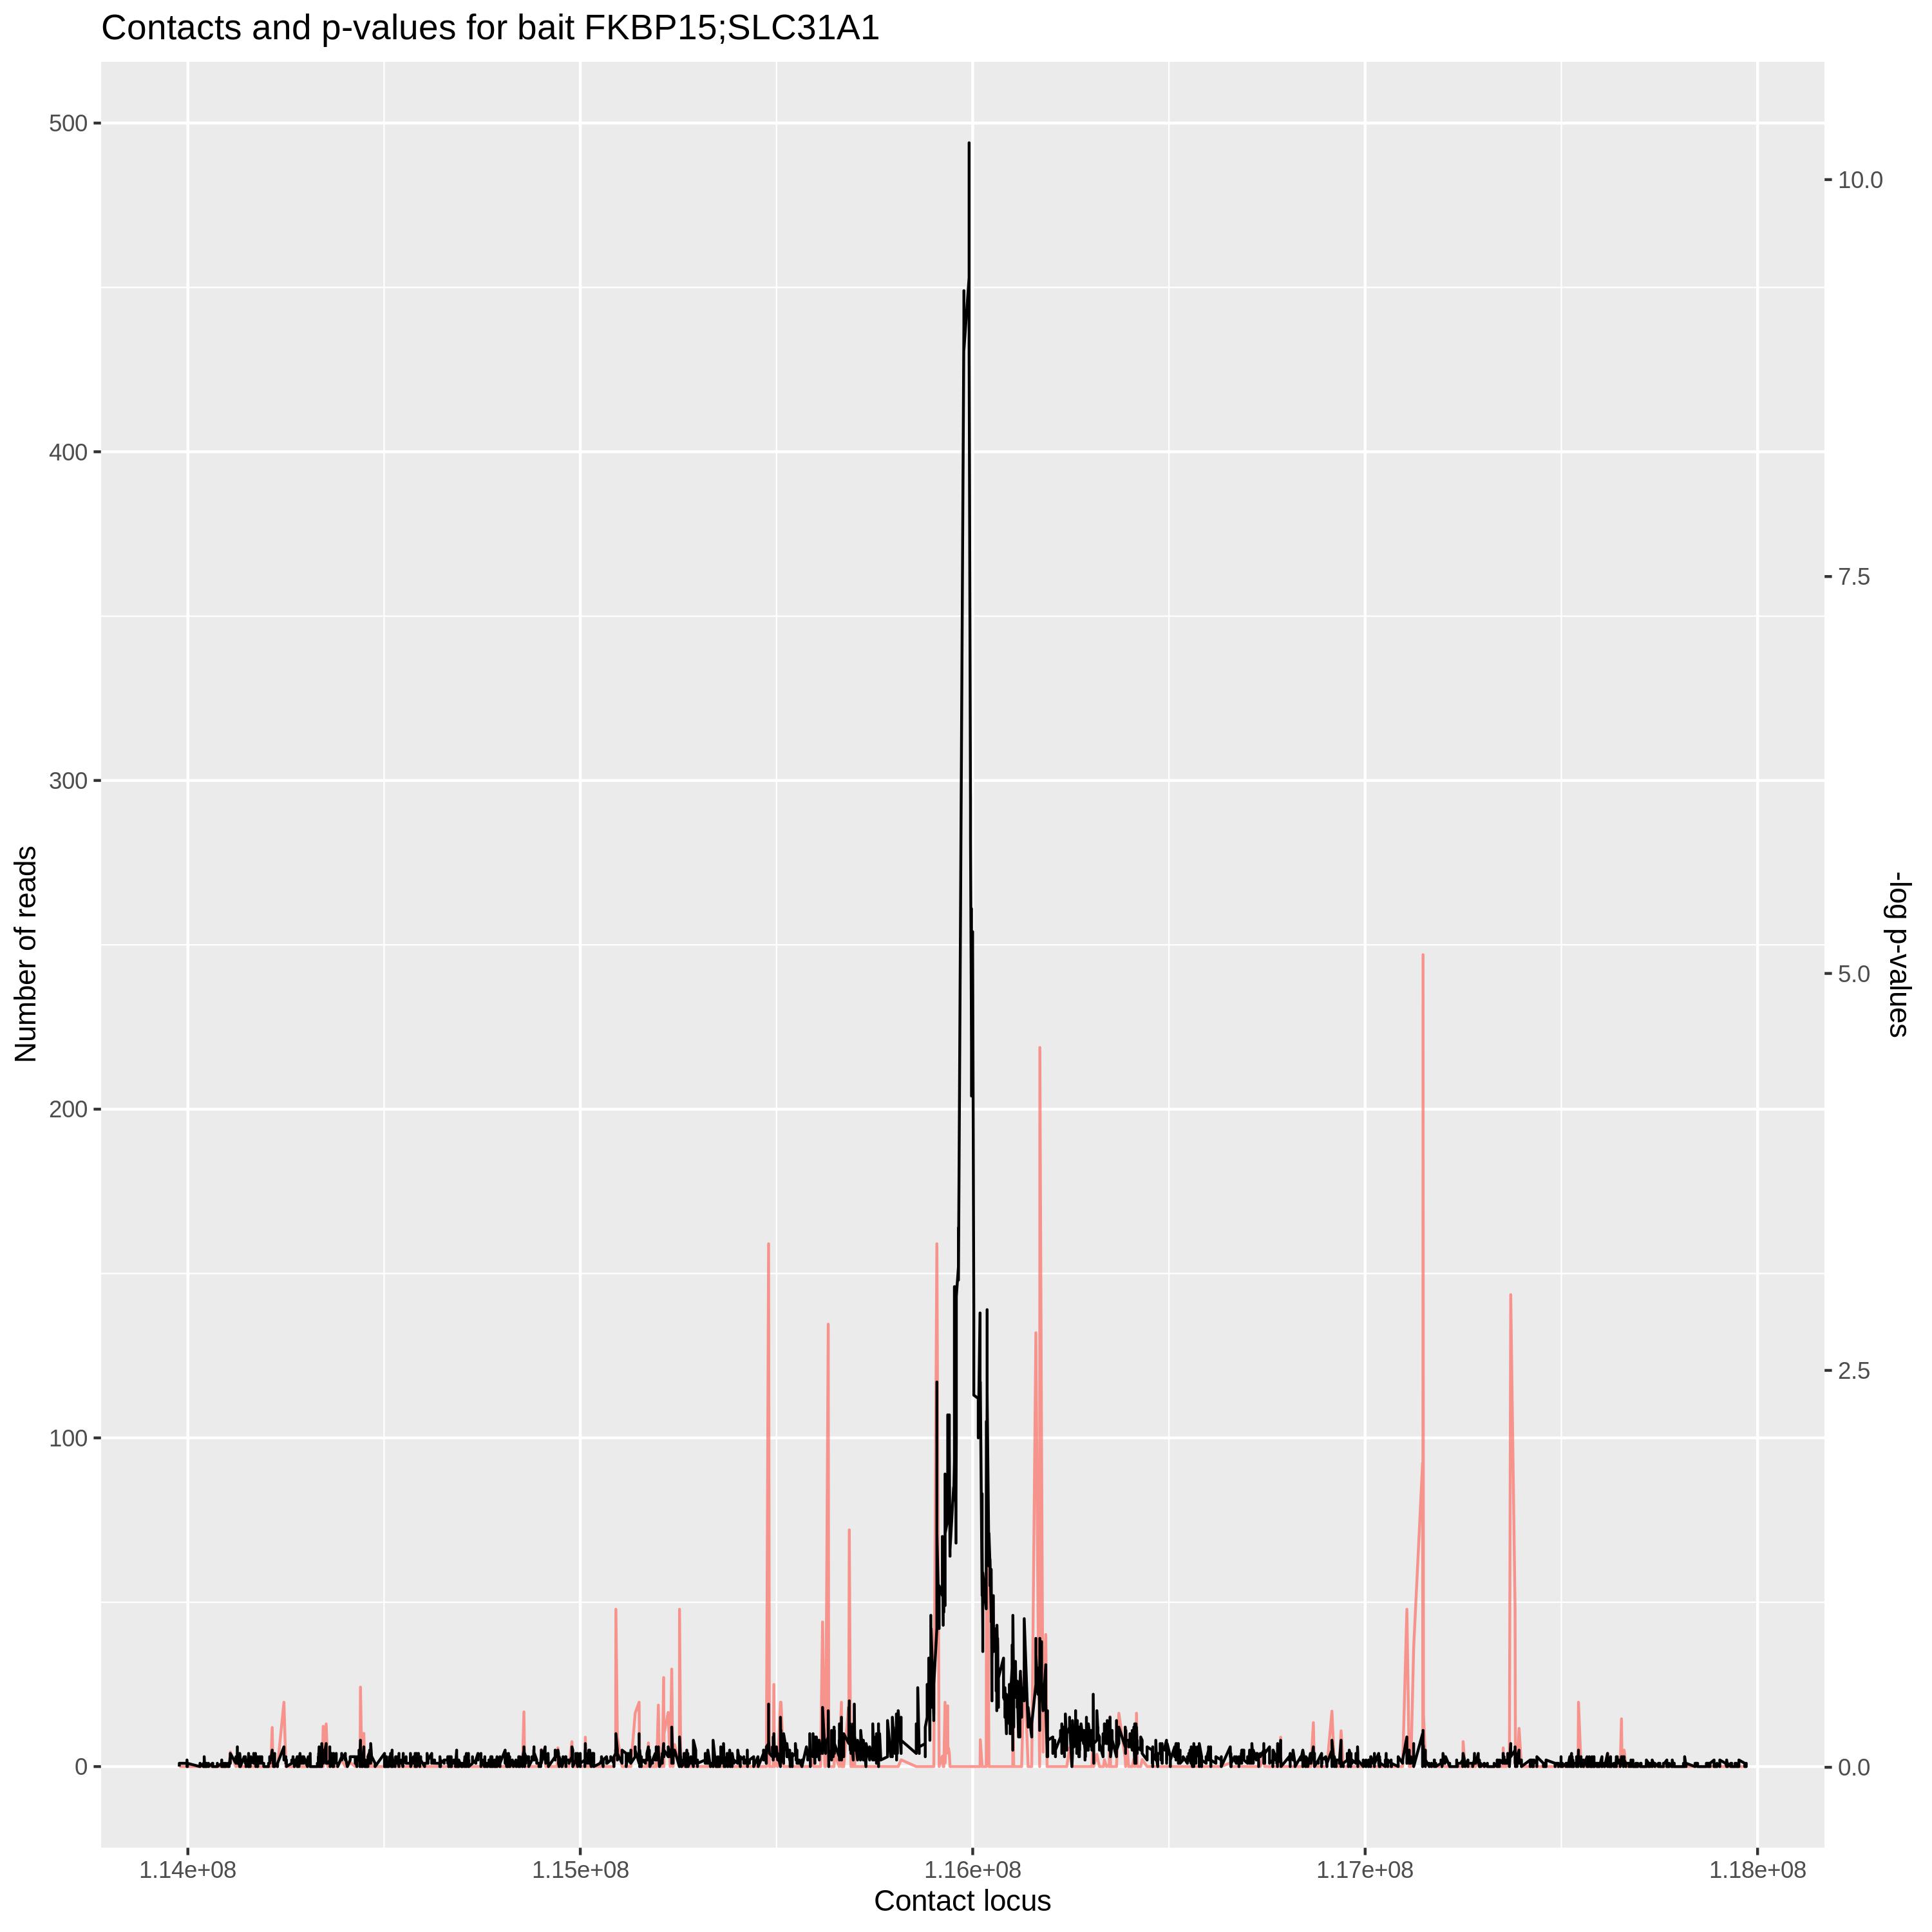 Contacts and p-values for bait FKBP15;SLC31A1
500
400
300
200
100
0
Number of reads
10.0
7.5
5.0
2.5
0.0
-log p-values
1.14e+08
1.15e+08
1.16e+08
1.17e+08
1.18e+08
Contact locus